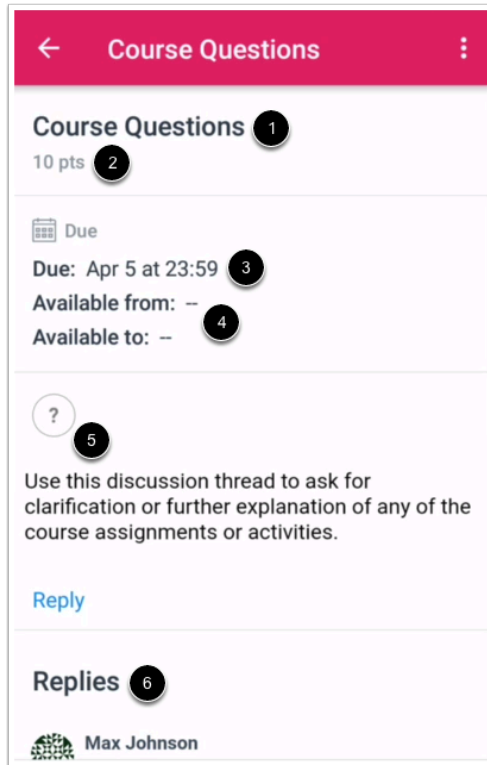 Course Questions
Course Questions 1
10 pts 2
Due
Due: Apr 5 at 23:59 3
Available from: --
4
Available to: --
?
5
Use this discussion thread to ask for
clarification or further explanation of any of the
course assignments or activities.
Reply
Replies 6
Max Johnson